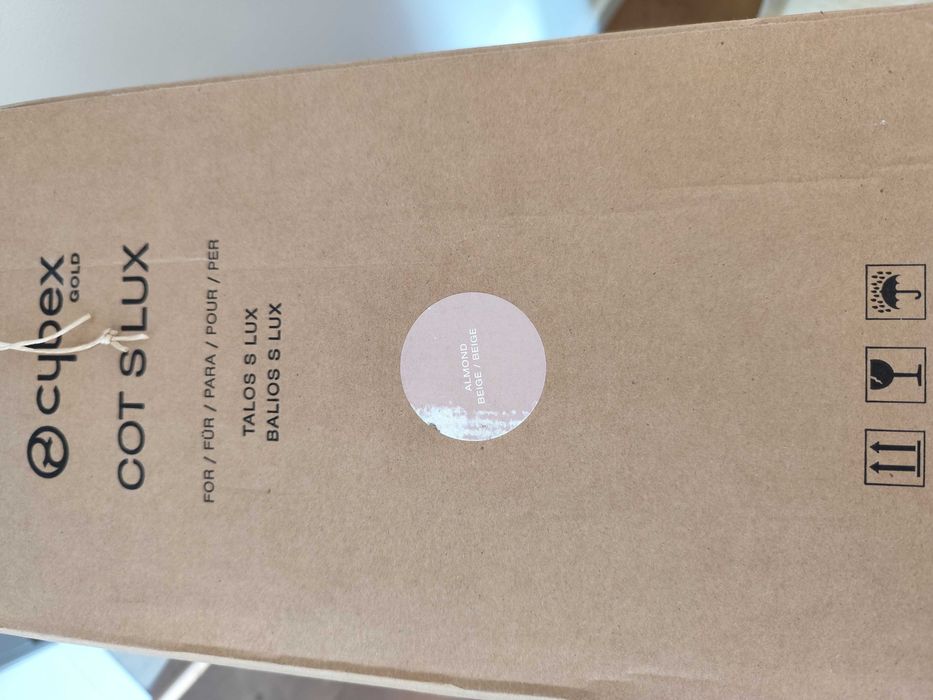 cybex
GOLD
COT S LUX
FOR / FÜR / PARA / POUR / PER
TALOS S LUX
BALIOS S LUX
ALMOND
BEIGE / BEIGE